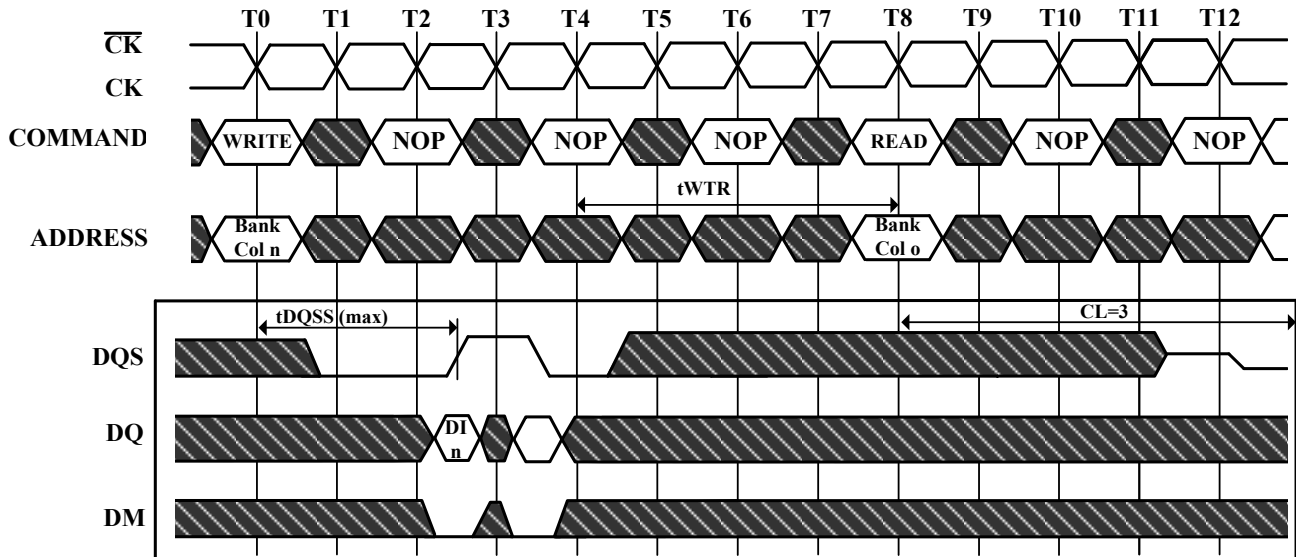 T0 T1 T2 T3 T4 T5 T6 T7 T8 T9 T10 T11 T12
CK
CK
COMMAND WRITE NOP NOP NOP READ NOP NOP
tWTR
ADDRESS Bank Col n Bank Col o
tDQSS (max) CL=3
DQS
DQ DI n
DM